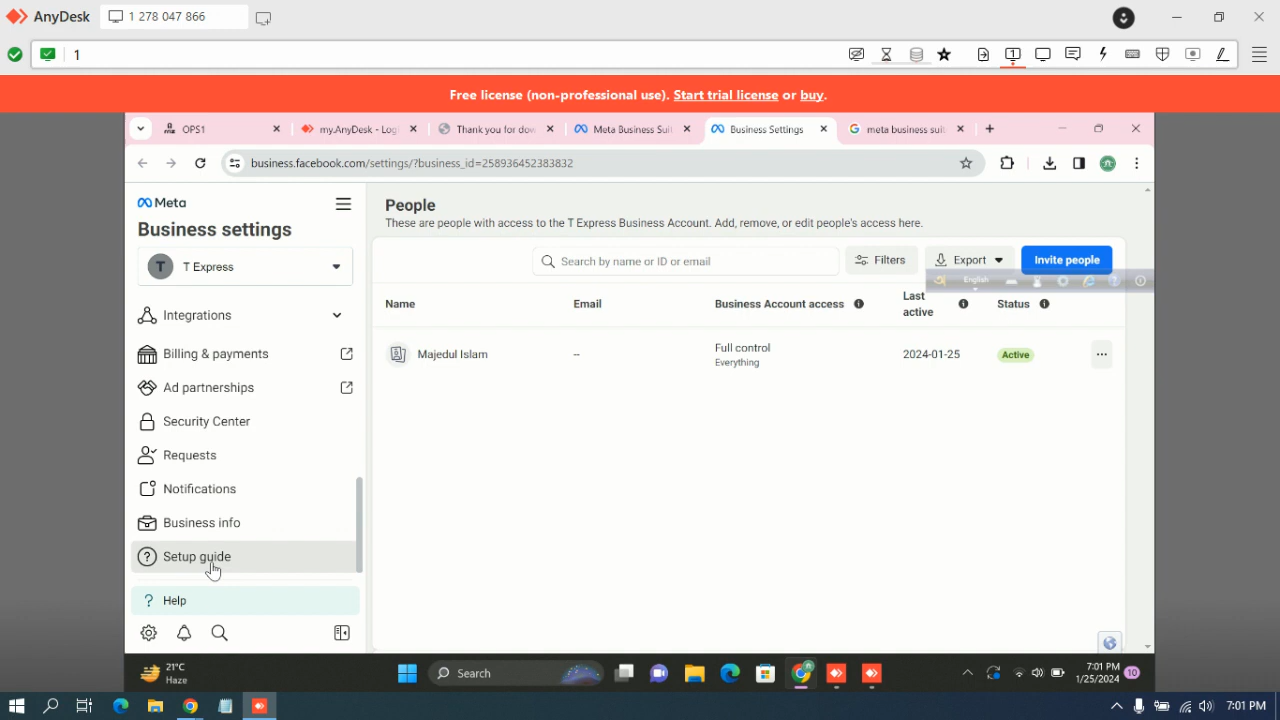 AnyDesk
1 278 047 866
1
Free license (non-professional use). Start trial license or buy.
OPS1
my.AnyDesk - Log
Thank you for dow
Meta Business Suit
Business Settings
meta business suit
business.facebook.com/settings/?business_id=258936452383832
Meta
Business settings
T
T Express
Integrations
Billing & payments
Ad partnerships
Security Center
Requests
Notifications
Business info
Setup guide
Help
People
These are people with access to the T Express Business Account. Add, remove, or edit people's access here.
Search by name or ID or email
Filters
Export
Invite people
English
Name
Email
Business Account access
Last active
Status
Majedul Islam
--
Full control
Everything
2024-01-25
Active
21°C
Haze
Search
7:01 PM
1/25/2024
10
7:01 PM